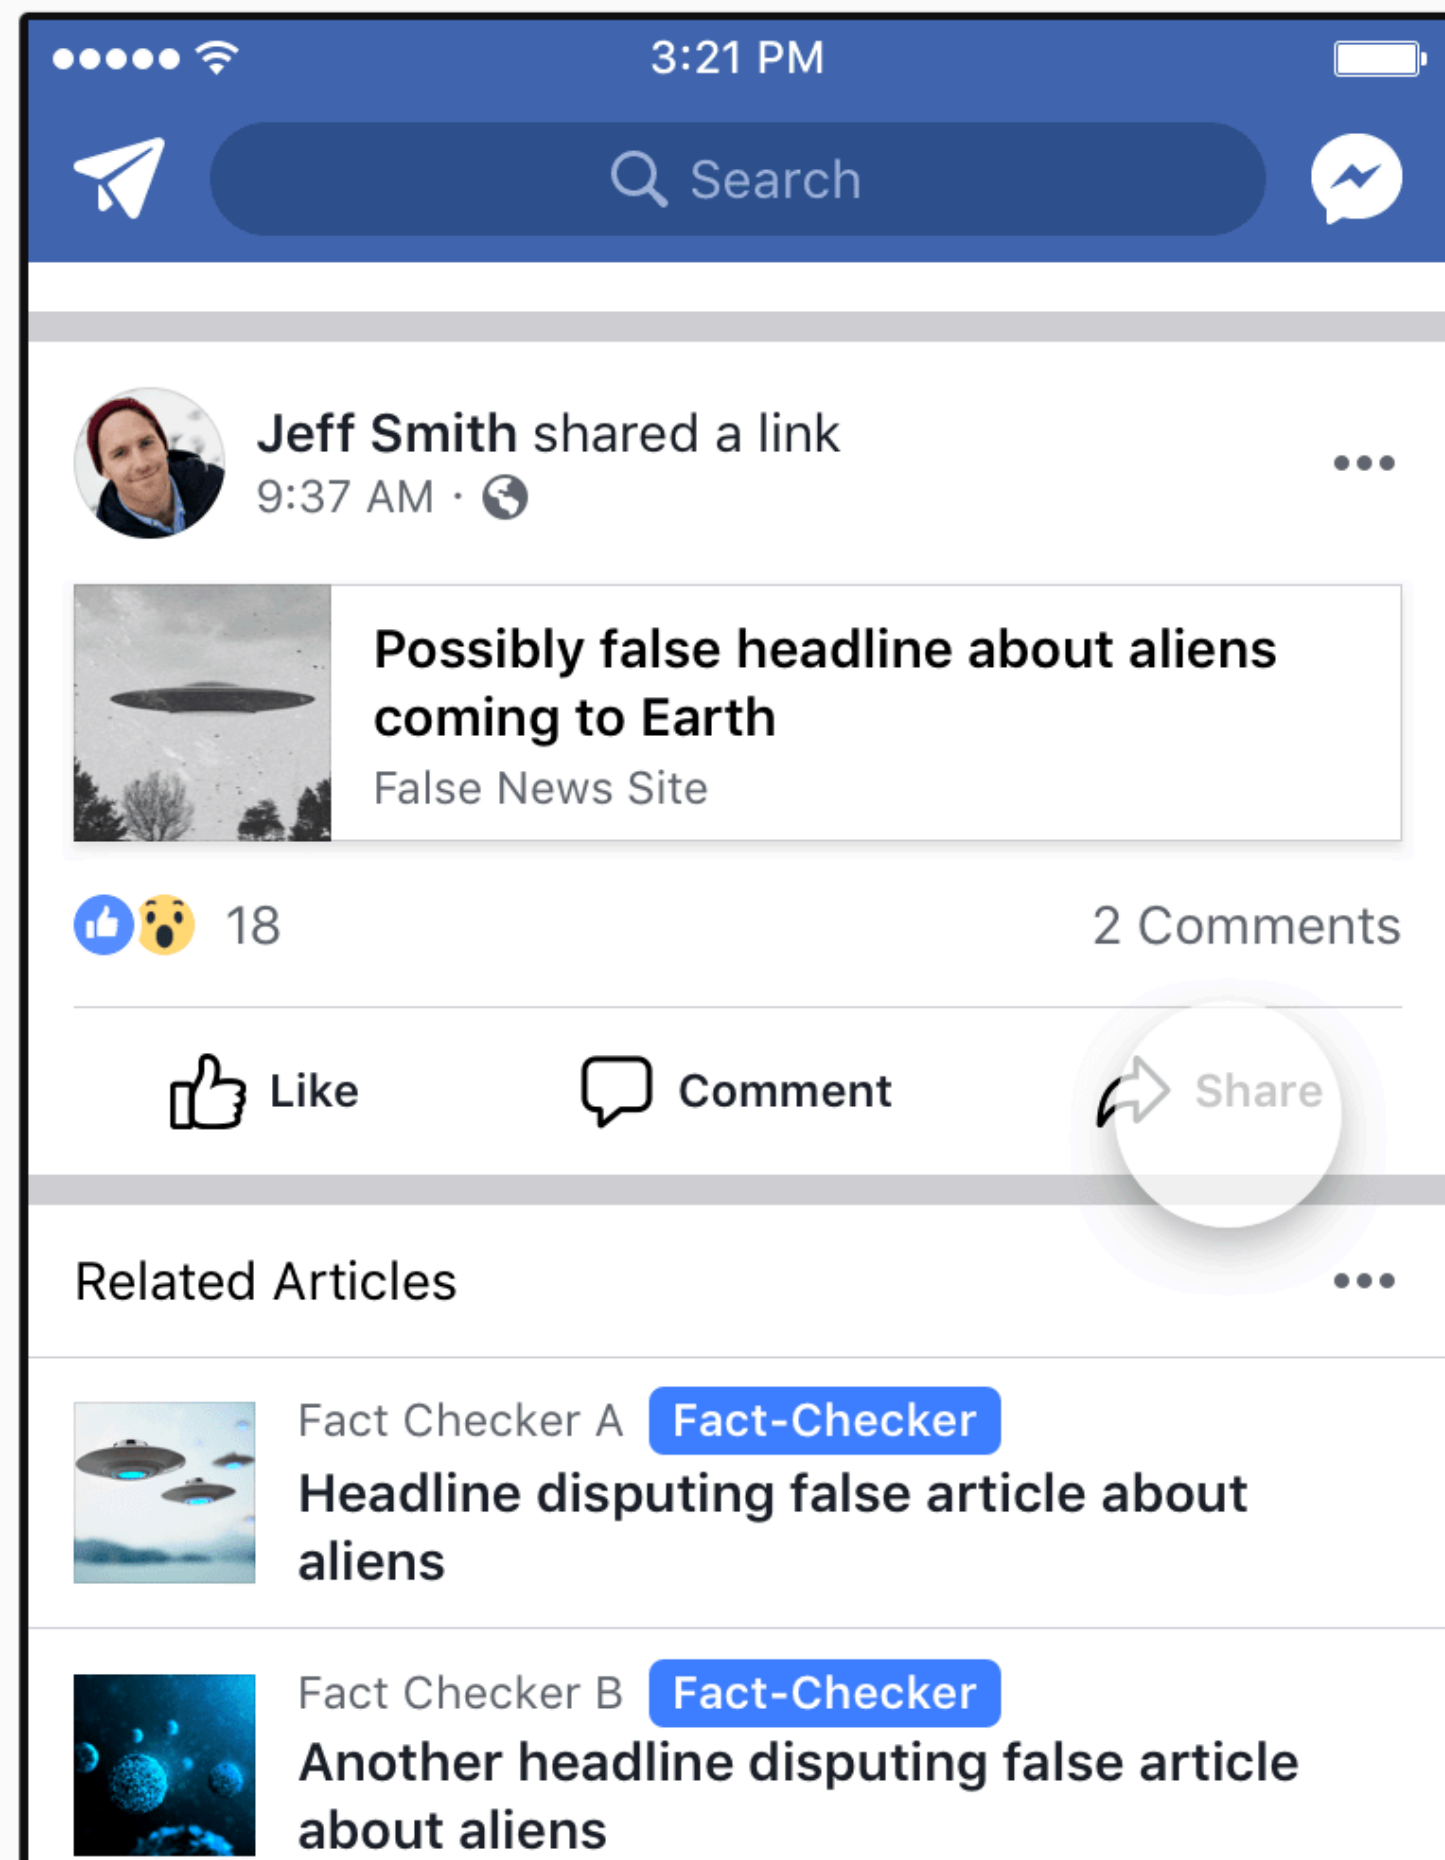 3:21 PM
Search
Jeff Smith shared a link
9:37 AM ·
Possibly false headline about aliens
coming to Earth
False News Site
18
2 Comments
Like
Comment
Share
Related Articles
Fact Checker A Fact-Checker
Headline disputing false article about
aliens
Fact Checker B Fact-Checker
Another headline disputing false article
about aliens